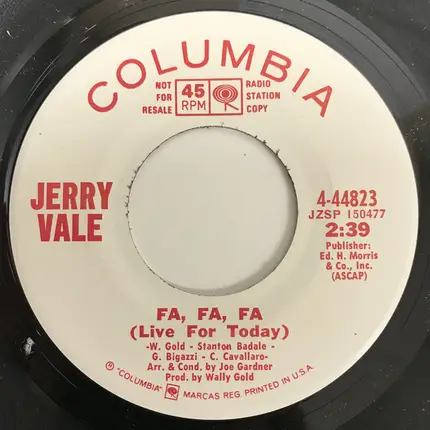 COLUMBIA
NOT
FOR
RESALE
45
RPM
RADIO
STATION
COPY
JERRY
VALE
4-44823
JZSP 150477
2:39
Publisher:
Ed. H. Morris
& Co., Inc.
(ASCAP)
FA, FA, FA
(Live For Today)
-W. Gold - Stanton Badale-
G. Bigazzi - C. Cavallaro-
Arr. & Cond. by Joe Gardner
Prod. by Wally Gold
® "COLUMBIA" MARCAS REG. PRINTED IN U.S.A.